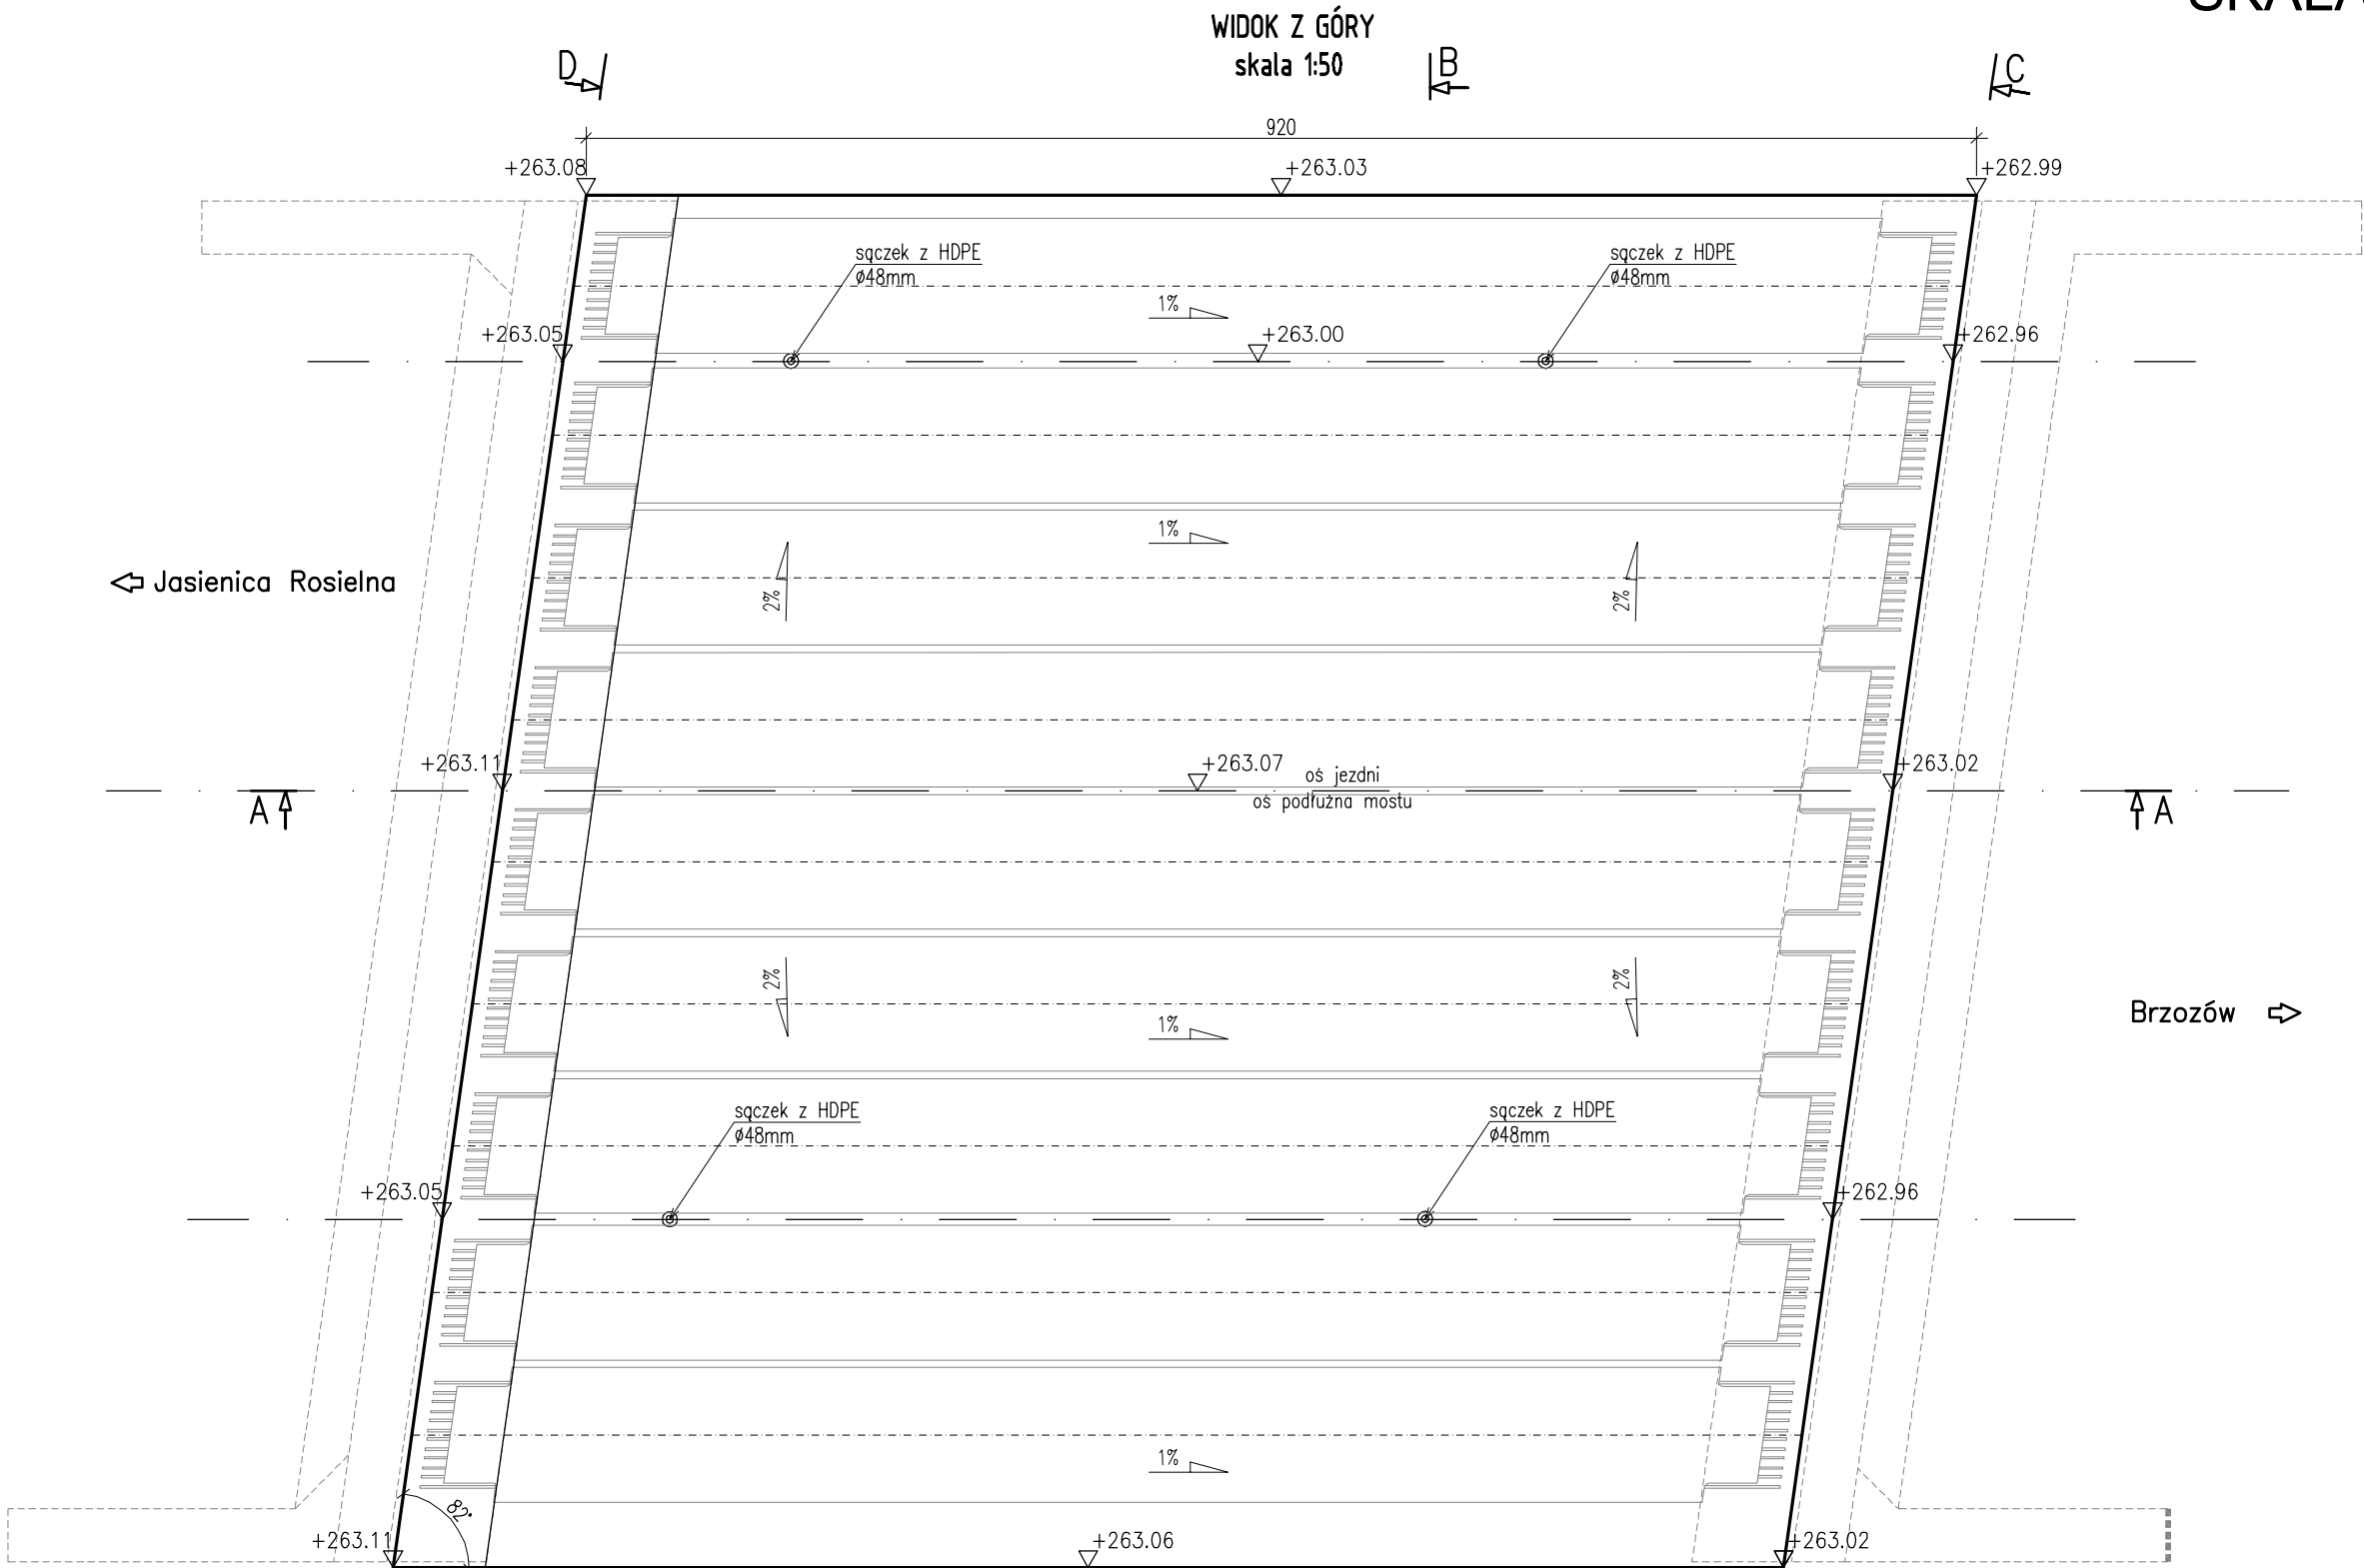 WIDOK Z GÓRY
skala 1:50
D
B
C
920
+263.08
+263.03
+262.99
sączek z HDPE
ø48mm
sączek z HDPE
ø48mm
1%
+263.05
+263.00
+262.96
1%
Jasienica Rosielna
2%
2%
+263.11
+263.07
+263.02
oś jezdni
oś podłużna mostu
A
A
2%
2%
Brzozów
1%
sączek z HDPE
ø48mm
sączek z HDPE
ø48mm
+263.05
+262.96
1%
82°
+263.11
+263.06
+263.02